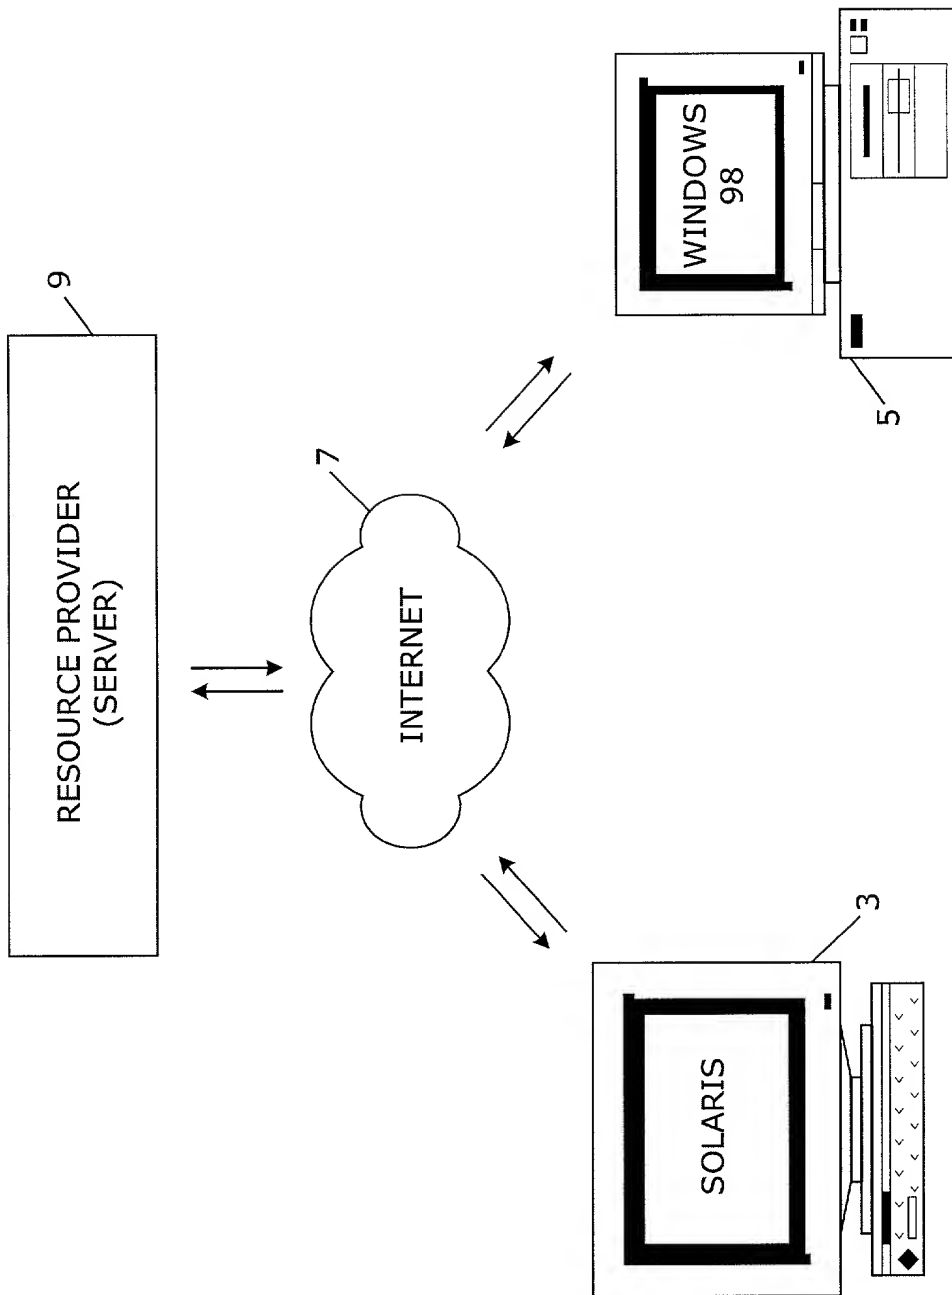 RESOURCE PROVIDER
(SERVER)
9
INTERNET
7
SOLARIS
3
WINDOWS
98
5